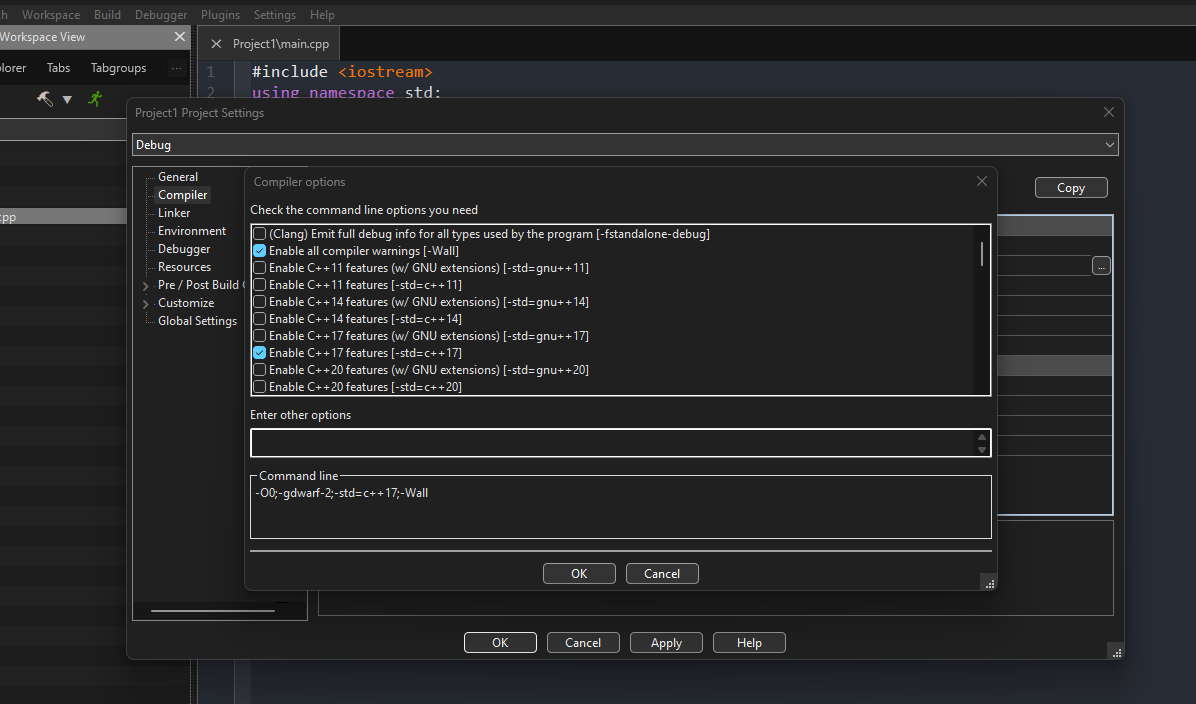 Workspace Build Debugger Plugins Settings Help
Workspace View
Project1\main.cpp
Tabs Tabgroups ...
1 #include <iostream>
2 using namespace std;
Project1 Project Settings
Debug
General
Compiler
Linker
Environment
Debugger
Resources
Pre / Post Build
Customize
Global Settings
cpp
Copy
...
Compiler options
Check the command line options you need
(Clang) Emit full debug info for all types used by the program [-fstandalone-debug]
Enable all compiler warnings [-Wall]
Enable C++11 features (w/ GNU extensions) [-std=gnu++11]
Enable C++11 features [-std=c++11]
Enable C++14 features (w/ GNU extensions) [-std=gnu++14]
Enable C++14 features [-std=c++14]
Enable C++17 features (w/ GNU extensions) [-std=gnu++17]
Enable C++17 features [-std=c++17]
Enable C++20 features (w/ GNU extensions) [-std=gnu++20]
Enable C++20 features [-std=c++20]
Enter other options
Command line
-O0;-gdwarf-2;-std=c++17;-Wall
OK Cancel
OK Cancel Apply Help